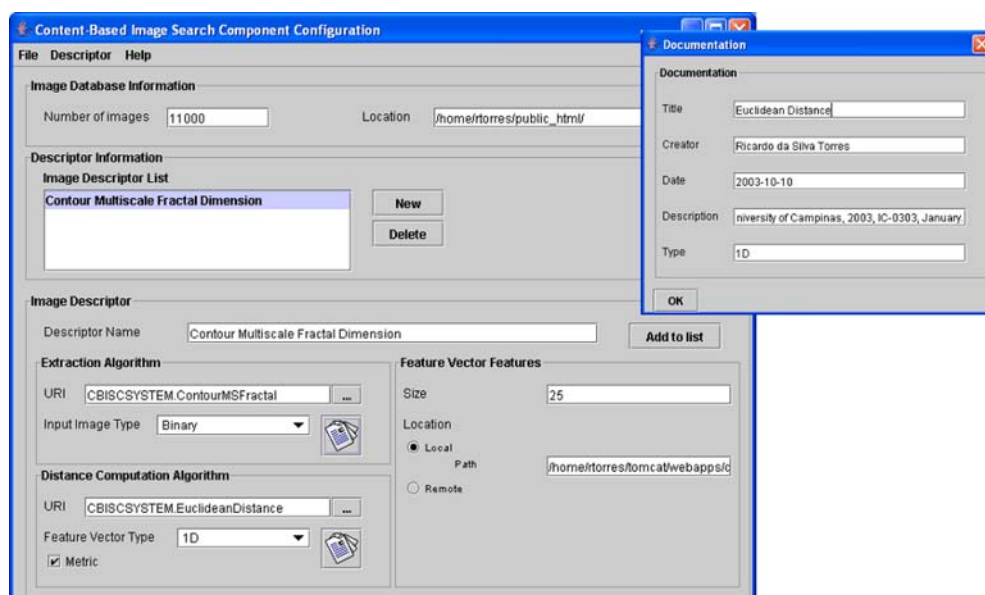 Content-Based Image Search Component Configuration
File Descriptor Help
Image Database Information
Number of images 11000 Location /home/rtorres/public_html/
Descriptor Information
Image Descriptor List
Contour Multiscale Fractal Dimension
New
Delete
Image Descriptor
Descriptor Name Contour Multiscale Fractal Dimension Add to list
Extraction Algorithm
URI CBISCSYSTEM.ContourMSFractal ...
Input Image Type Binary
Distance Computation Algorithm
URI CBISCSYSTEM.EuclideanDistance ...
Feature Vector Type 1D
Metric
Feature Vector Features
Size 25
Location
Local
Path /home/rtorres/tomcat/webapps/c
Remote
Documentation
Documentation
Title Euclidean Distance
Creator Ricardo da Silva Torres
Date 2003-10-10
Description niversity of Campinas, 2003, IC-0303, January.
Type 1D
OK